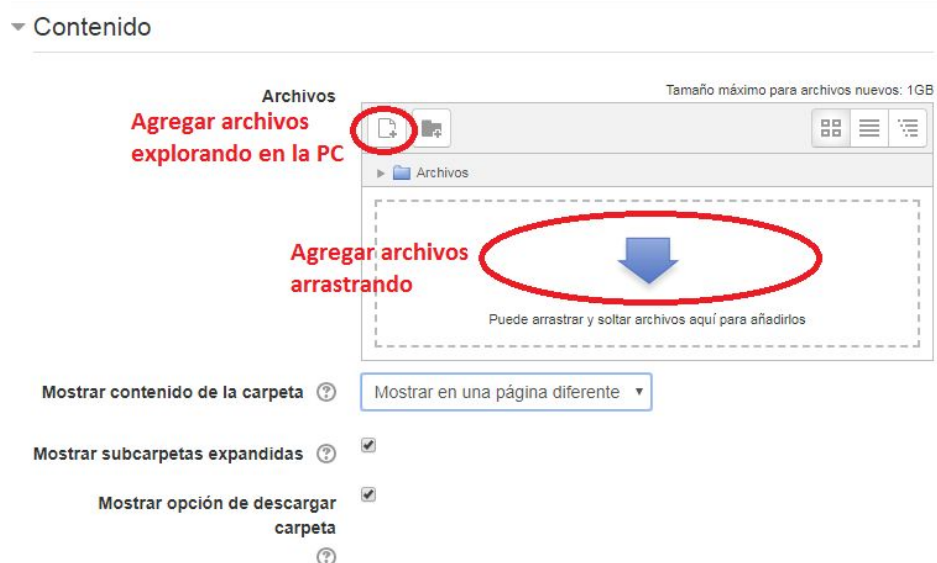 Contenido
Tamaño máximo para archivos nuevos: 1GB
Archivos
Agregar archivos
explorando en la PC
Archivos
Agregar archivos
arrastrando
Puede arrastrar y soltar archivos aquí para añadirlos
Mostrar contenido de la carpeta
Mostrar en una página diferente
Mostrar subcarpetas expandidas
Mostrar opción de descargar
carpeta